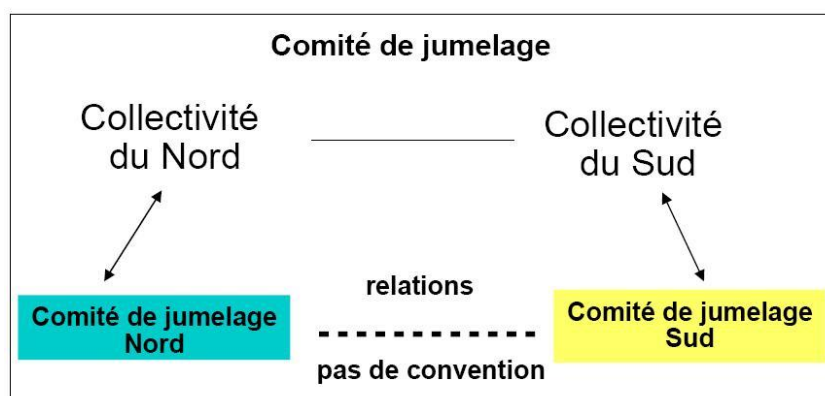 Comité de jumelage
Collectivité
du Nord
Collectivité
du Sud
relations
Comité de jumelage
Nord
Comité de jumelage
Sud
pas de convention